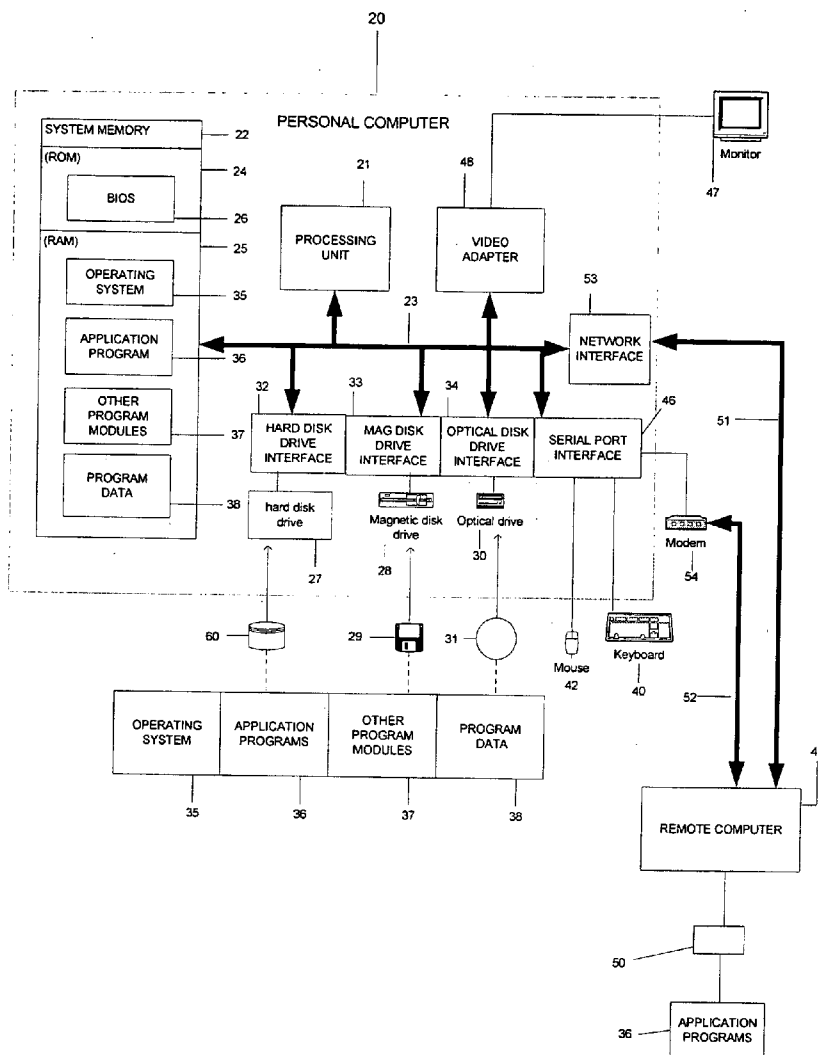 20
PERSONAL COMPUTER
SYSTEM MEMORY
22
(ROM)
24
BIOS
26
(RAM)
25
OPERATING
SYSTEM
35
APPLICATION
PROGRAM
36
OTHER
PROGRAM
MODULES
37
PROGRAM
DATA
38
21
PROCESSING
UNIT
48
VIDEO
ADAPTER
Monitor
47
23
53
NETWORK
INTERFACE
32
HARD DISK
DRIVE
INTERFACE
33
MAG DISK
DRIVE
INTERFACE
34
OPTICAL DISK
DRIVE
INTERFACE
46
SERIAL PORT
INTERFACE
51
hard disk
drive
27
Magnetic disk
drive
28
Optical drive
30
Modem
54
60
29
31
Mouse
42
Keyboard
40
52
OPERATING
SYSTEM
35
APPLICATION
PROGRAMS
36
OTHER
PROGRAM
MODULES
37
PROGRAM
DATA
38
4
REMOTE COMPUTER
50
36
APPLICATION
PROGRAMS